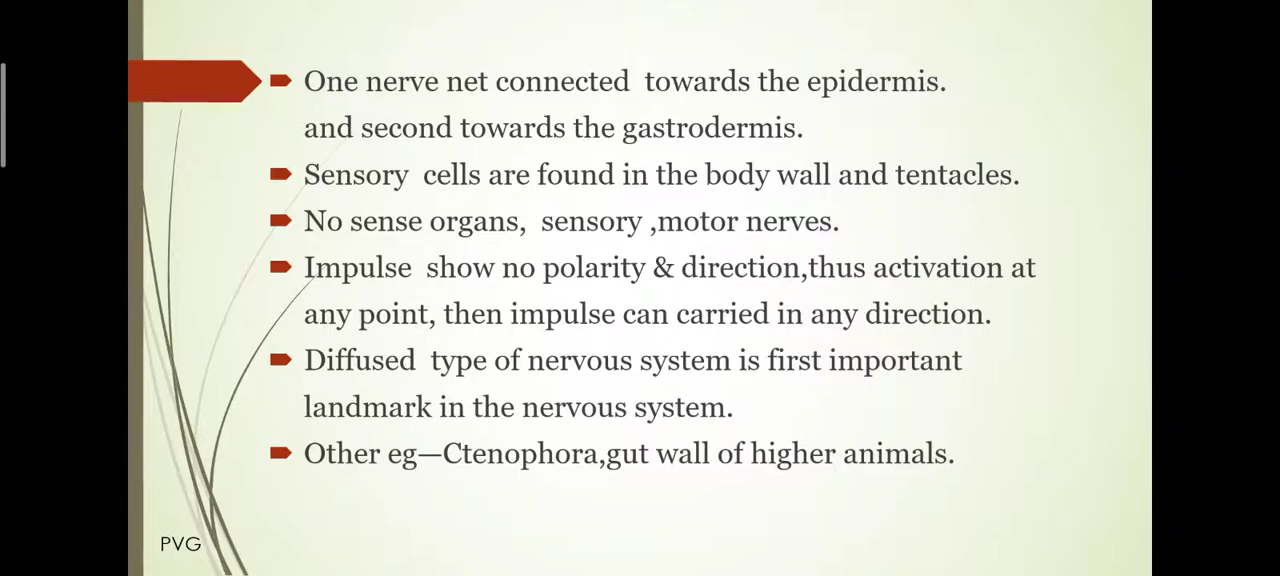 One nerve net connected  towards the epidermis.
and second towards the gastrodermis.
Sensory  cells are found in the body wall and tentacles.
No sense organs,  sensory ,motor nerves.
Impulse  show no polarity & direction,thus activation at
any point, then impulse can carried in any direction.
Diffused  type of nervous system is first important
landmark in the nervous system.
Other eg—Ctenophora,gut wall of higher animals.
PVG